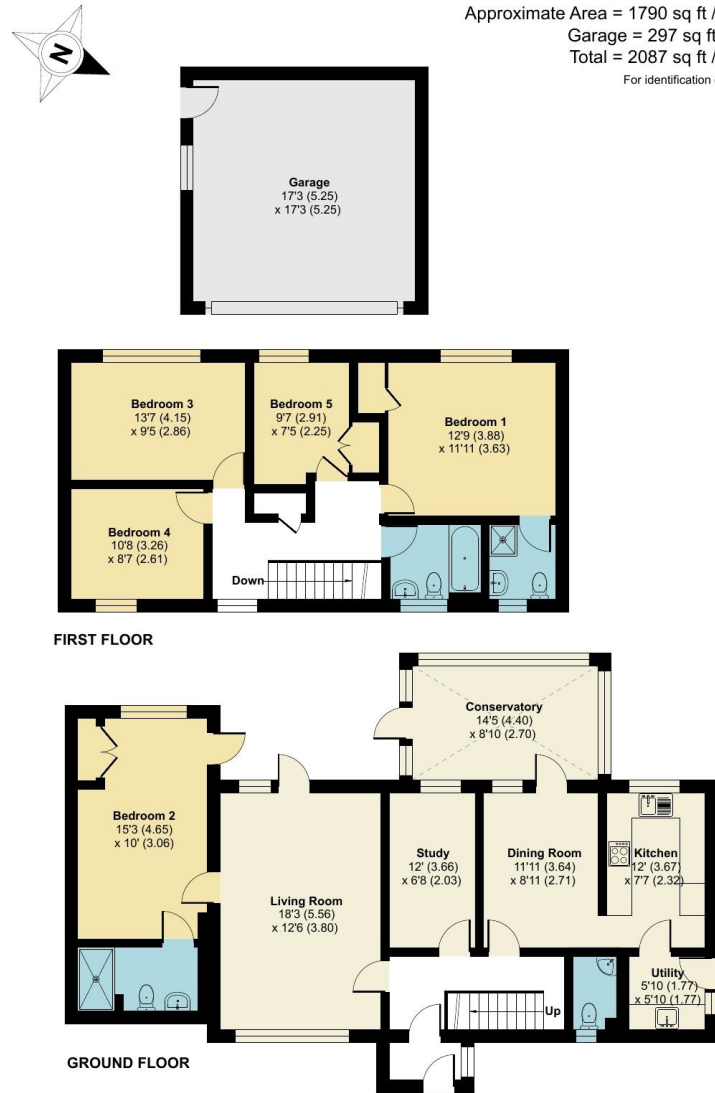 Approximate Area = 1790 sq ft /
Garage = 297 sq ft
Total = 2087 sq ft /
For identification
N
Garage
17'3 (5.25)
x 17'3 (5.25)
Bedroom 3
13'7 (4.15)
x 9'5 (2.86)
Bedroom 5
9'7 (2.91)
x 7'5 (2.25)
Bedroom 1
12'9 (3.88)
x 11'11 (3.63)
Bedroom 4
10'8 (3.26)
x 8'7 (2.61)
Down
FIRST FLOOR
Conservatory
14'5 (4.40)
x 8'10 (2.70)
Bedroom 2
15'3 (4.65)
x 10' (3.06)
Living Room
18'3 (5.56)
x 12'6 (3.80)
Study
12' (3.66)
x 6'8 (2.03)
Dining Room
11'11 (3.64)
x 8'11 (2.71)
Kitchen
12' (3.67)
x 7'7 (2.32)
Utility
5'10 (1.77)
x 5'10 (1.77)
Up
GROUND FLOOR